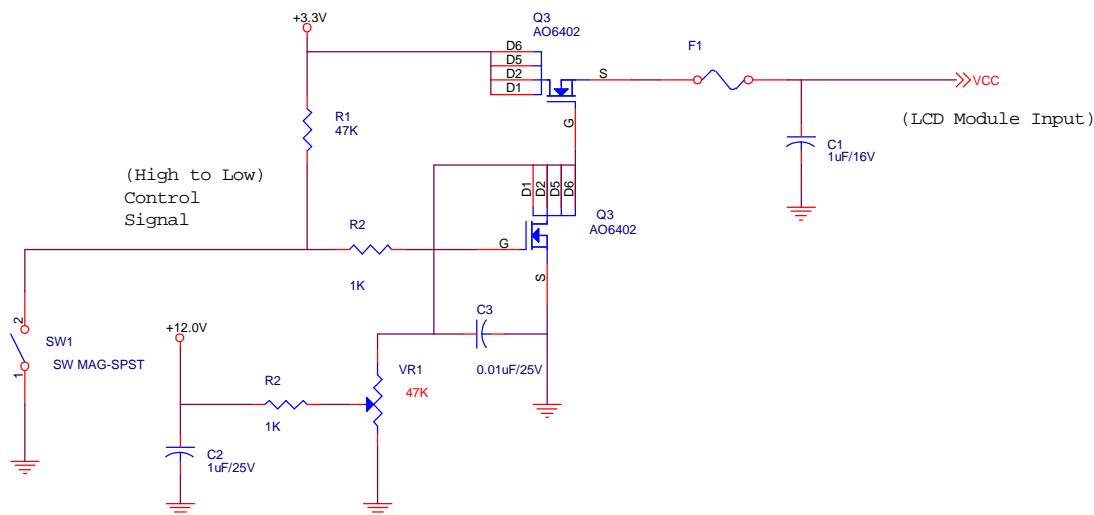 +3.3V
Q3
AO6402
D6
D5
D2
D1
S
G
F1
VCC
(LCD Module Input)
R1
47K
C1
1uF/16V
(High to Low)
Control
Signal
D1
D2
D5
D6
Q3
AO6402
R2
1K
G
S
2
SW1
SW MAG-SPST
1
+12.0V
C3
0.01uF/25V
VR1
47K
R2
1K
C2
1uF/25V